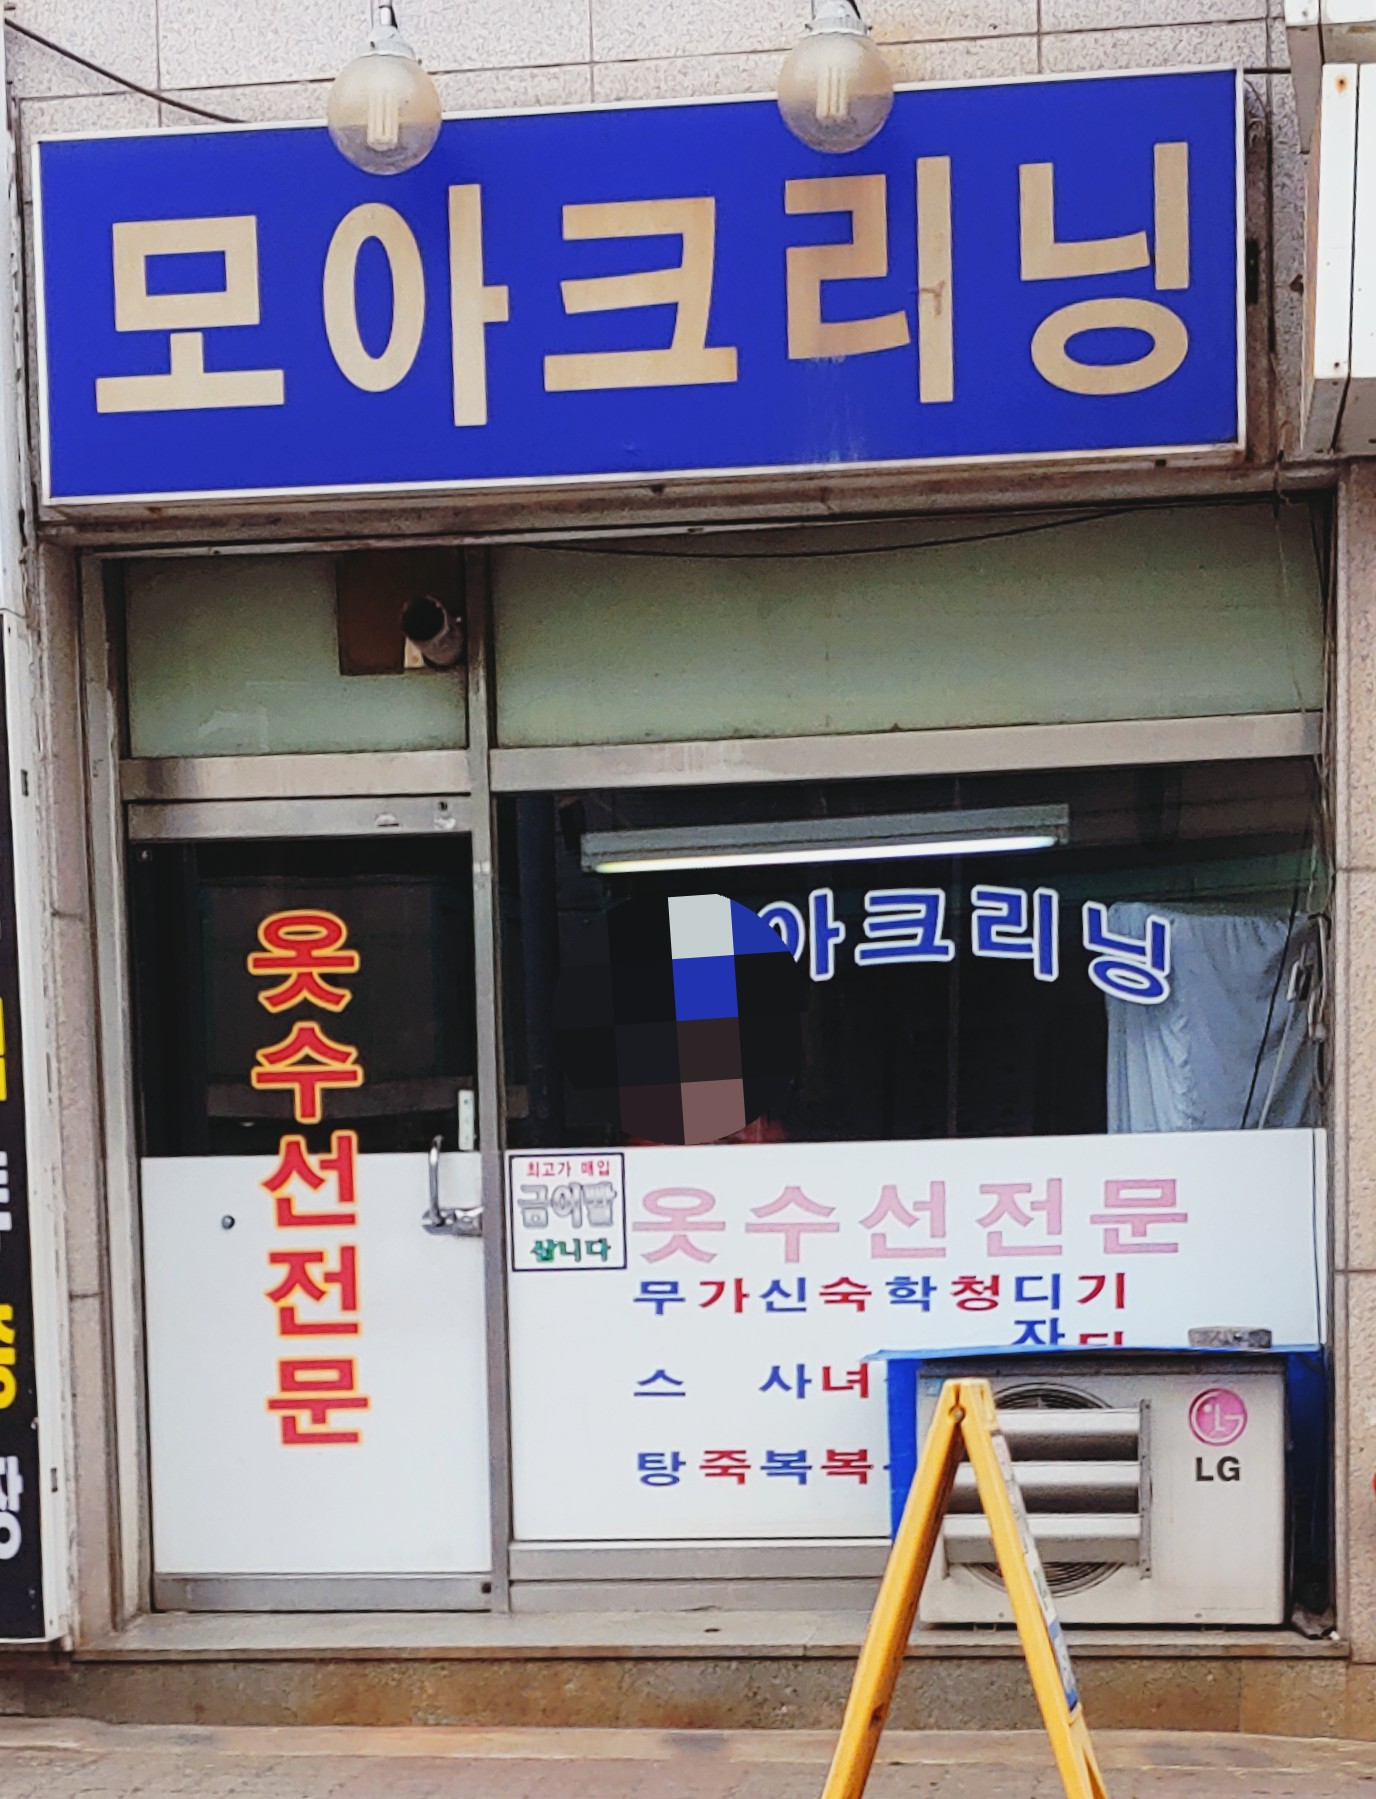 모아크리닝
아크리닝
옷수선전문
최고가 매입
금이빨
삽니다
옷수선전문
무가신숙학청디기
스 사녀
탕죽복복
LG